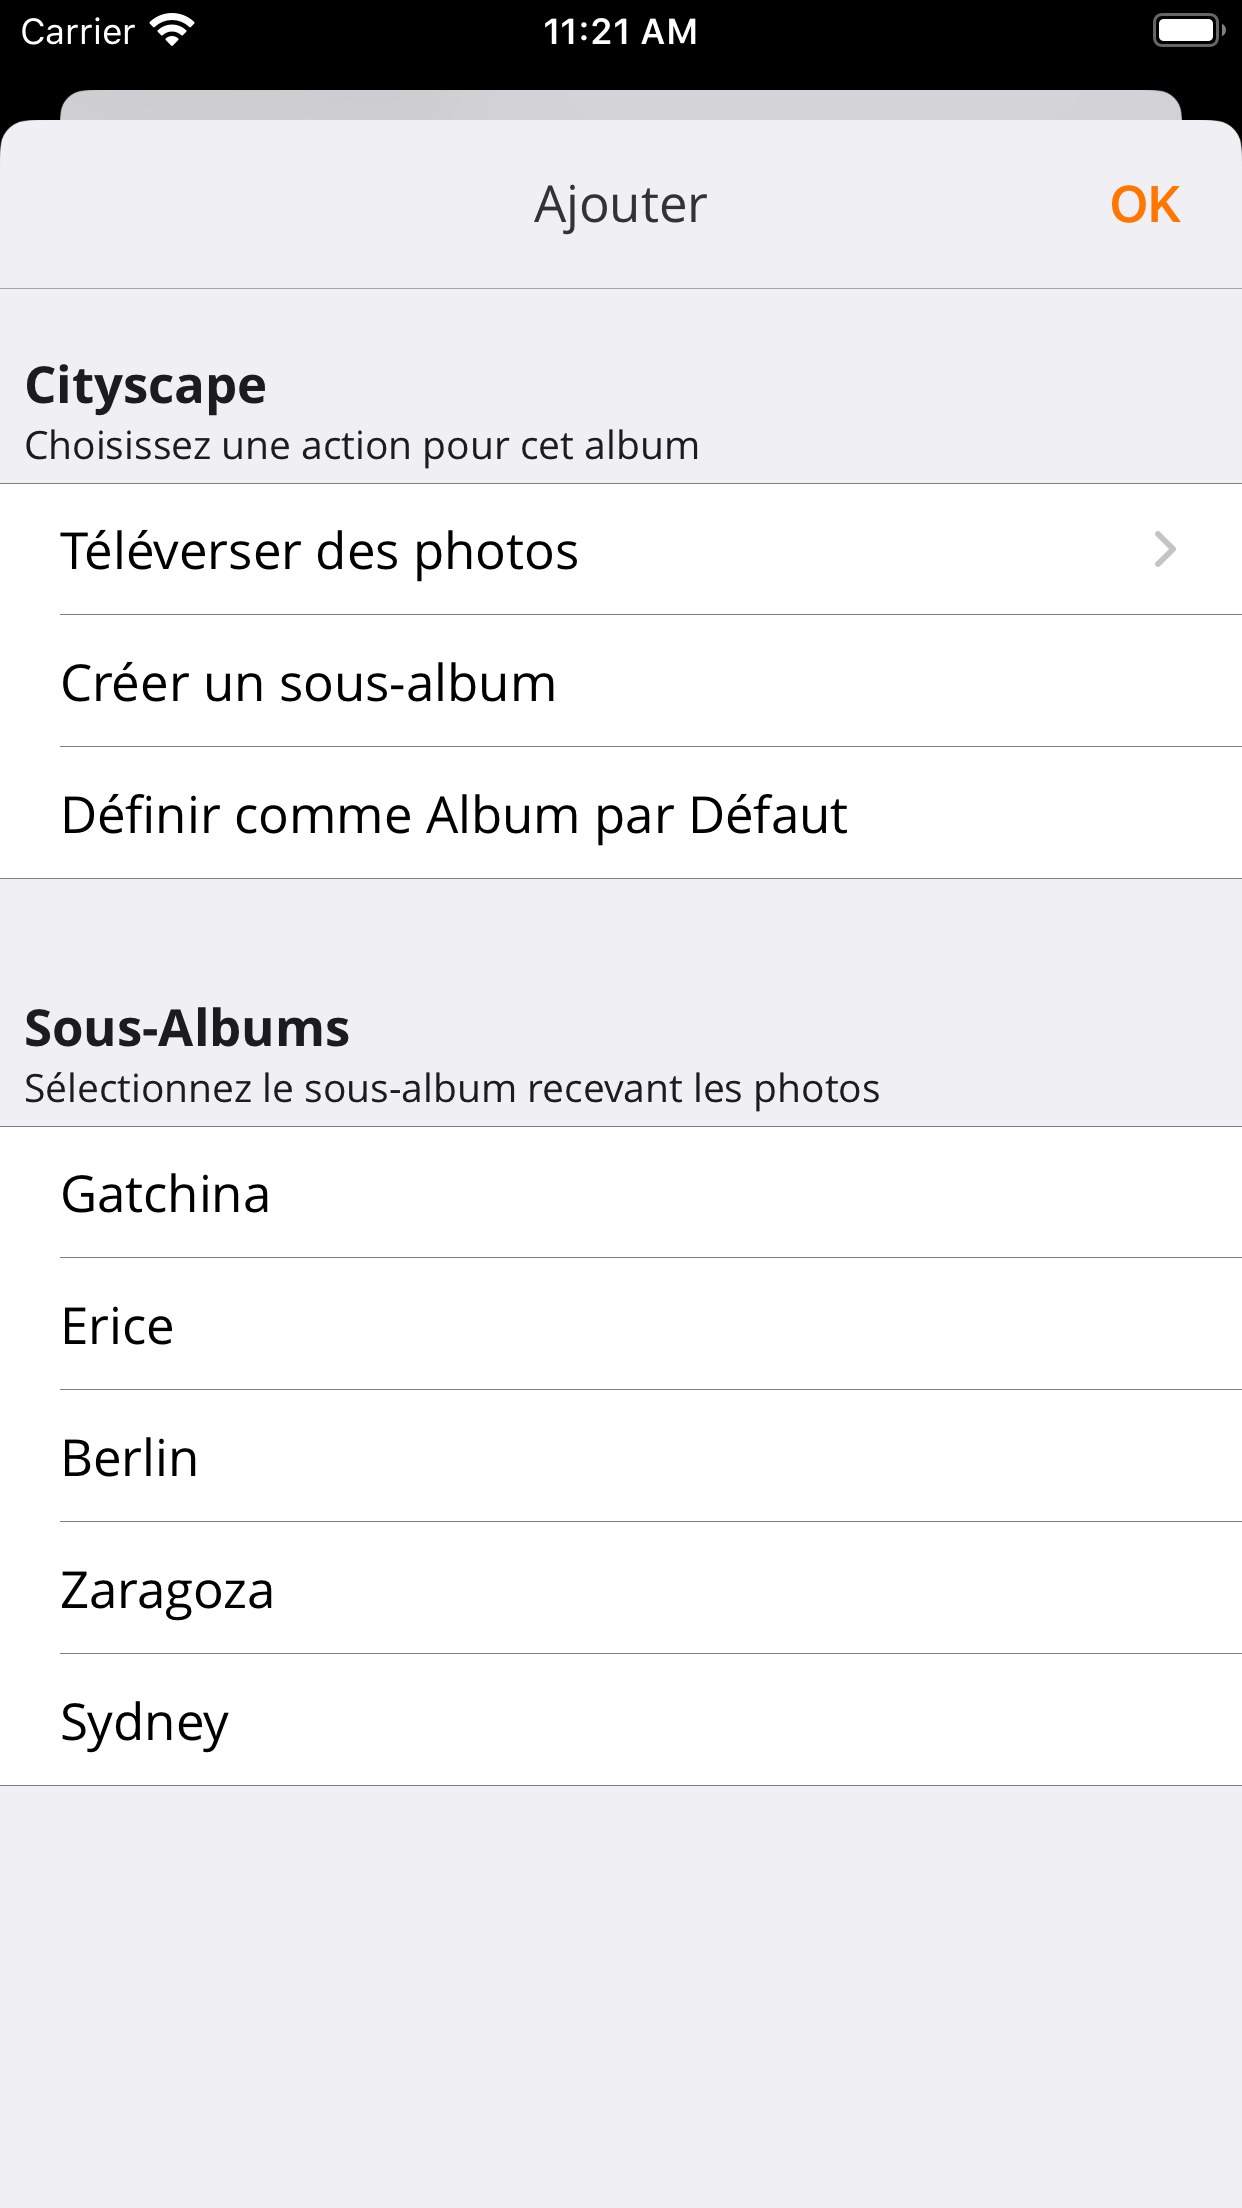 Carrier 11:21 AM
Ajouter OK
Cityscape
Choisissez une action pour cet album
Téléverser des photos
Créer un sous-album
Définir comme Album par Défaut
Sous-Albums
Sélectionnez le sous-album recevant les photos
Gatchina
Erice
Berlin
Zaragoza
Sydney